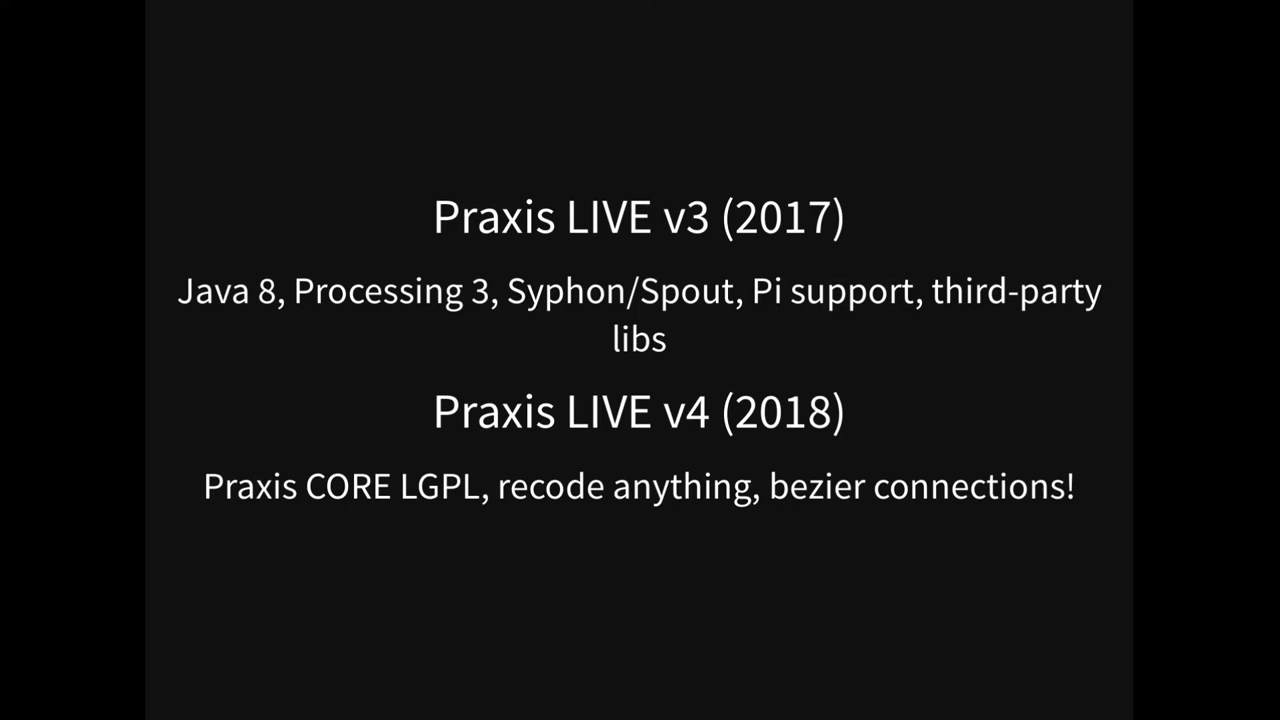 Praxis LIVE v3 (2017)
Java 8, Processing 3, Syphon/Spout, Pi support, third-party
libs
Praxis LIVE v4 (2018)
Praxis CORE LGPL, recode anything, bezier connections!